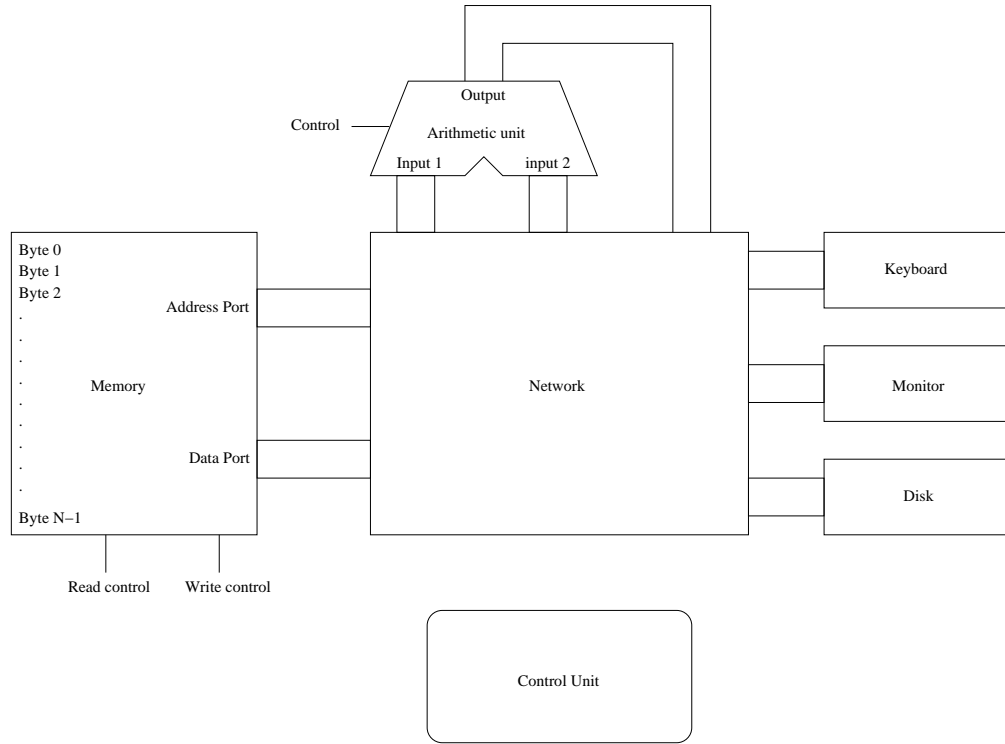 Output
Control
Arithmetic unit
Input 1
input 2
Byte 0
Byte 1
Byte 2
.
.
.
.
.
.
.
.
.
Address Port
Memory
Data Port
Byte N−1
Read control
Write control
Network
Keyboard
Monitor
Disk
Control Unit